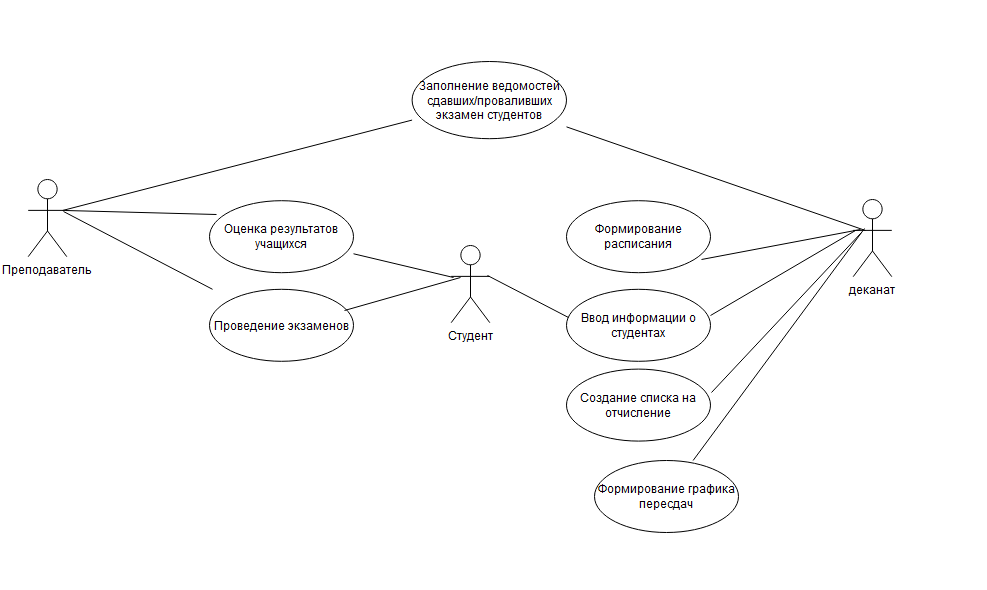 Заполнение ведомостей
сдавших/проваливших
экзамен студентов
Оценка результатов
учащихся
Формирование
расписания
Преподаватель
деканат
Проведение экзаменов
Студент
Ввод информации о
студентах
Создание списка на
отчисление
Формирование графика
пересдач